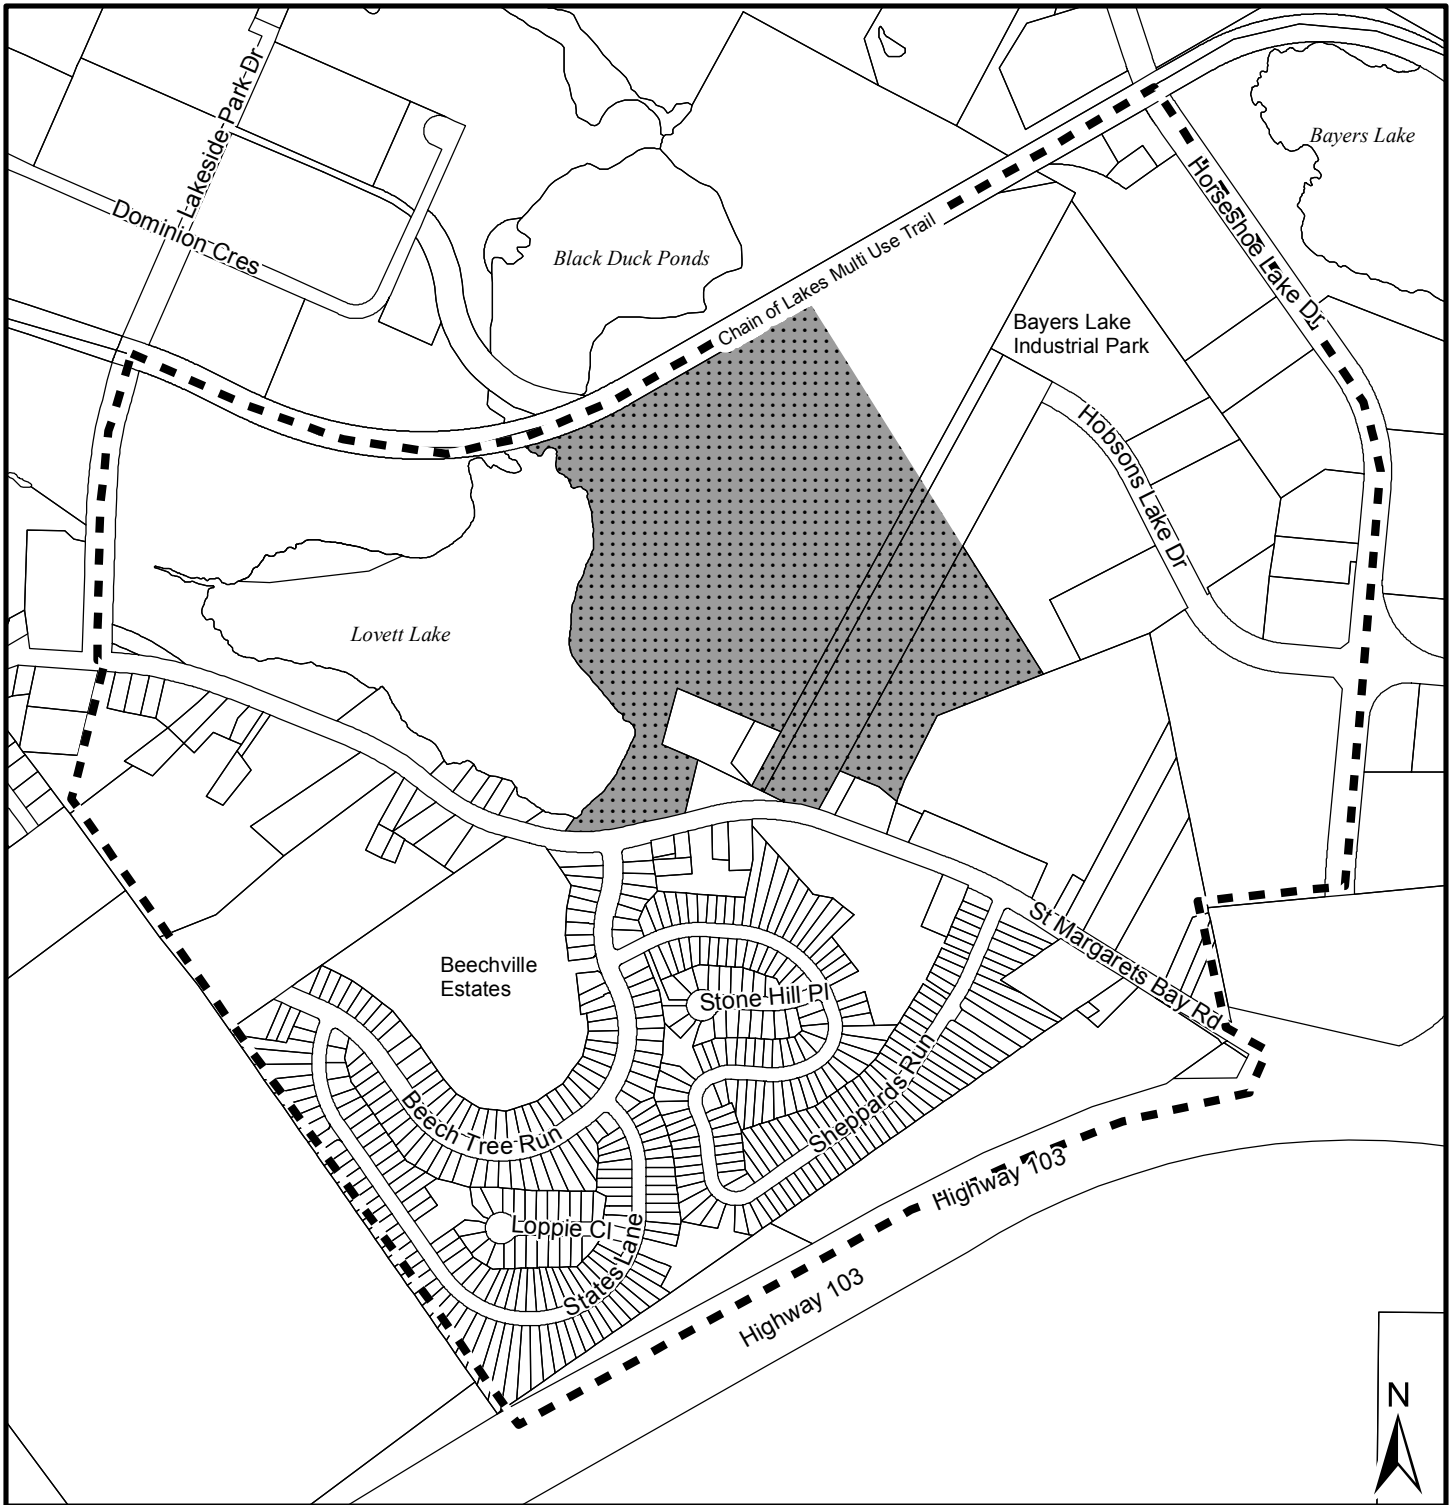 Lakeside Park Dr
Bayers Lake
Dominion Cres
Black Duck Ponds
Horseshoe Lake Dr
Chain of Lakes Multi Use Trail
Bayers Lake
Industrial Park
Hobsons Lake Dr
Lovett Lake
St Margarets Bay Rd
Beechville
Estates
Stone Hill Pl
Sheppards Run
Beech Tree Run
Highway 103
Loppie Cl
States Lane
Highway 103
N